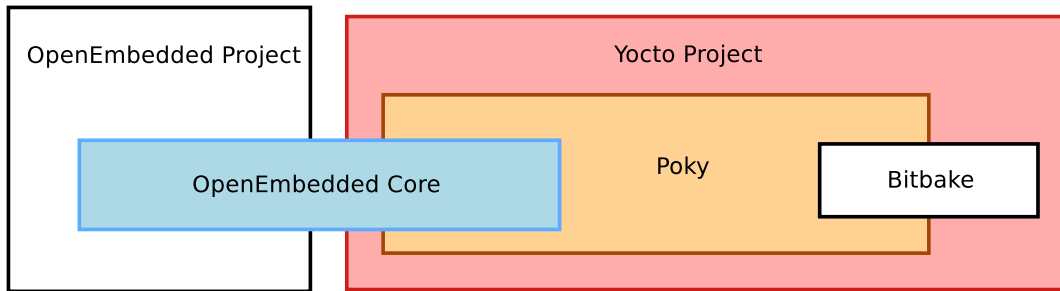 OpenEmbedded Project
Yocto Project
OpenEmbedded Core
Poky
Bitbake